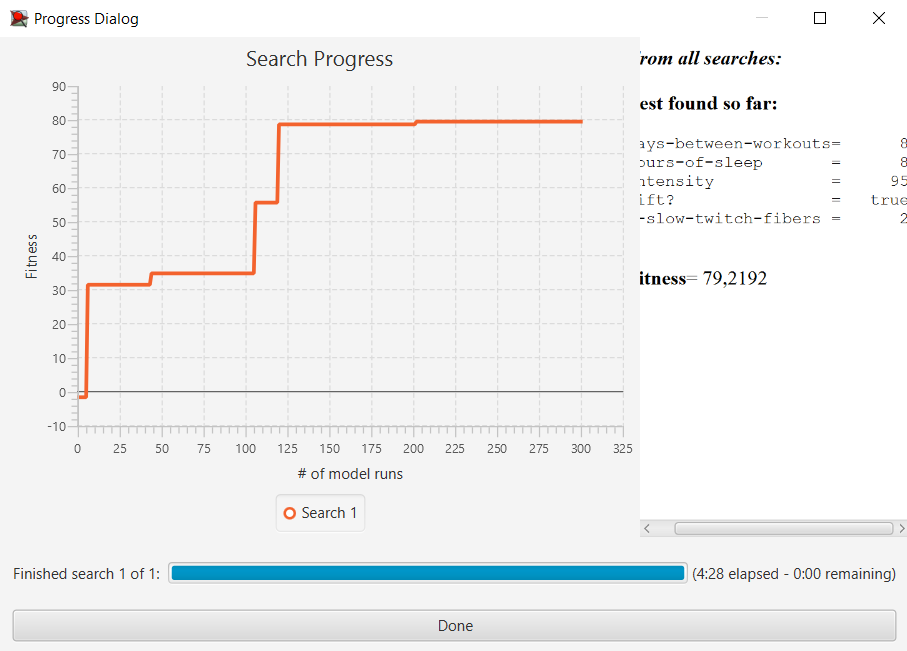 Progress Dialog
Search Progress
90
80
70
60
50
40
30
20
10
0
-10
Fitness
0 25 50 75 100 125 150 175 200 225 250 275 300 325
# of model runs
Search 1
rom all searches:
est found so far:
ays-between-workouts= 8
ours-of-sleep = 8
ntensity = 95
ift? = true
-slow-twitch-fibers = 2
itness= 79,2192
Finished search 1 of 1: (4:28 elapsed - 0:00 remaining)
Done